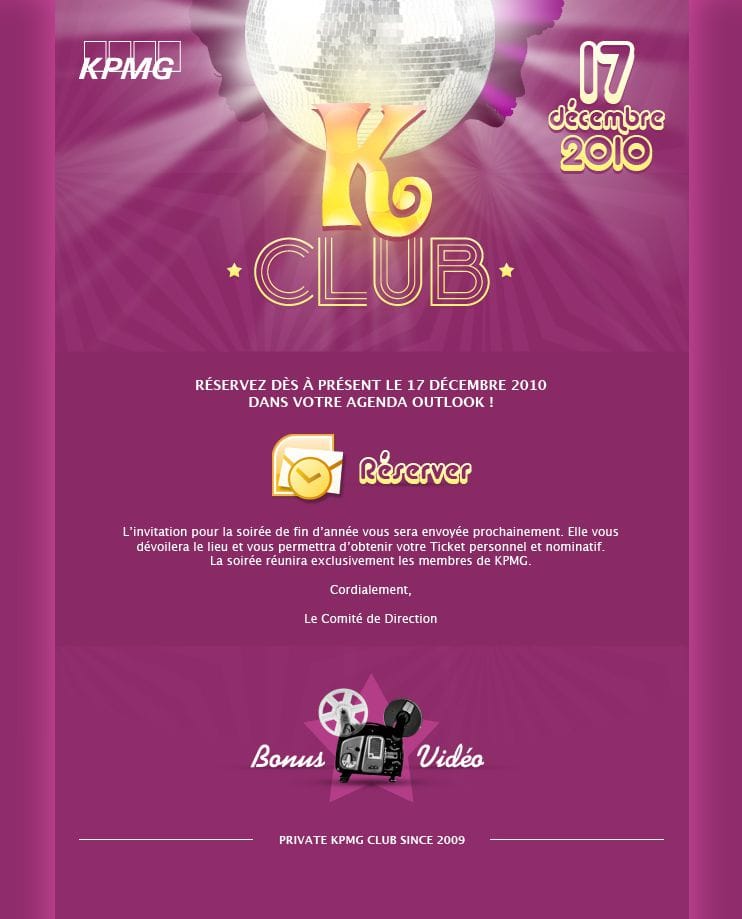 KPMG
17
décembre
2010
K
CLUB
RÉSERVEZ DÈS À PRÉSENT LE 17 DÉCEMBRE 2010
DANS VOTRE AGENDA OUTLOOK !
Réserver
L’invitation pour la soirée de fin d’année vous sera envoyée prochainement. Elle vous
dévoilera le lieu et vous permettra d’obtenir votre Ticket personnel et nominatif.
La soirée réunira exclusivement les membres de KPMG.
Cordialement,
Le Comité de Direction
Bonus Vidéo
PRIVATE KPMG CLUB SINCE 2009